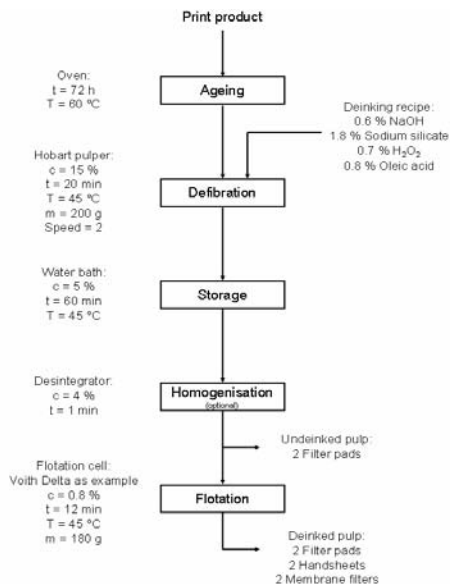 Print product
Oven:
t = 72 h
T = 60 °C
Ageing
Deinking recipe:
0.6 % NaOH
1.8 % Sodium silicate
0.7 % H₂O₂
0.8 % Oleic acid
Hobart pulper:
c = 15 %
t = 20 min
T = 45 °C
m = 200 g
Speed = 2
Defibration
Water bath:
c = 5 %
t = 60 min
T = 45 °C
Storage
Desintegrator:
c = 4 %
t = 1 min
Homogenisation
(optional)
Undeinked pulp:
2 Filter pads
Flotation cell:
Voith Delta as example
c = 0.8 %
t = 12 min
T = 45 °C
m = 180 g
Flotation
Deinked pulp:
2 Filter pads
2 Handsheets
2 Membrane filters